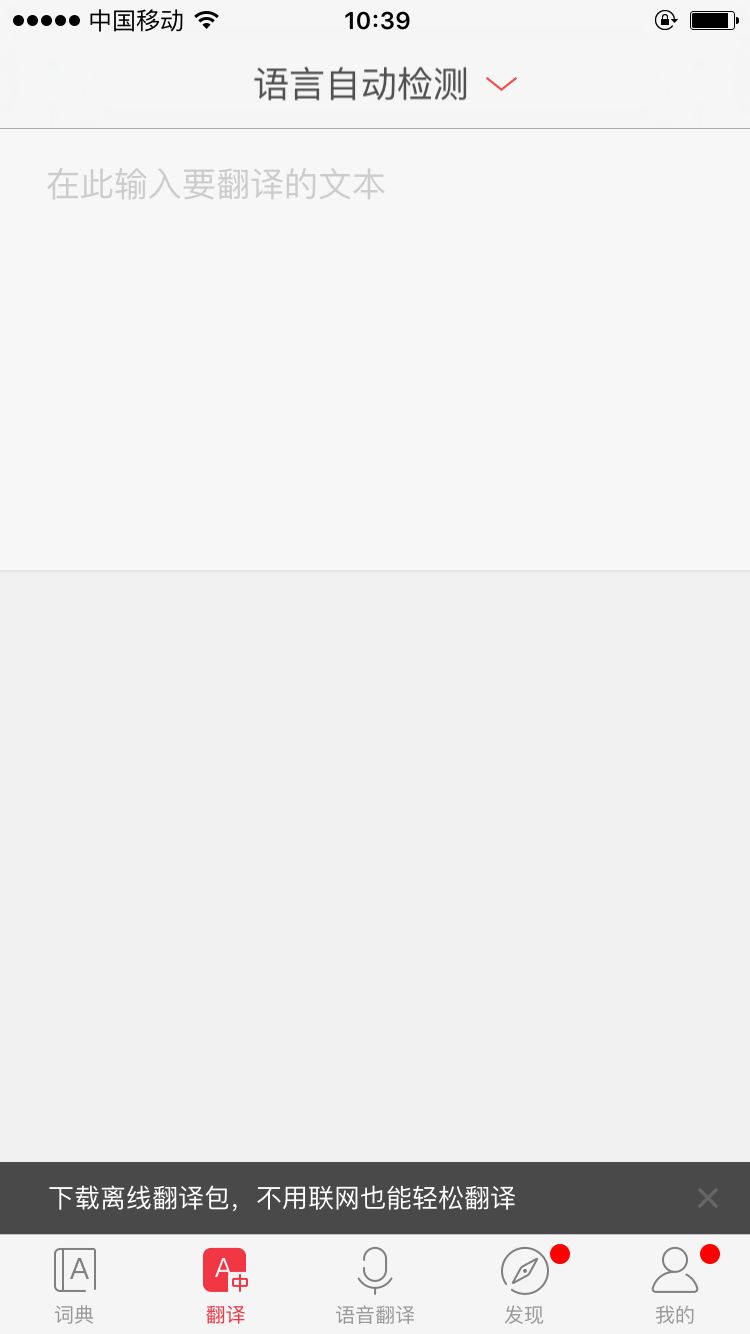 中国移动
10:39
语言自动检测
在此输入要翻译的文本
下载离线翻译包，不用联网也能轻松翻译
A
A中
词典
翻译
语音翻译
发现
我的